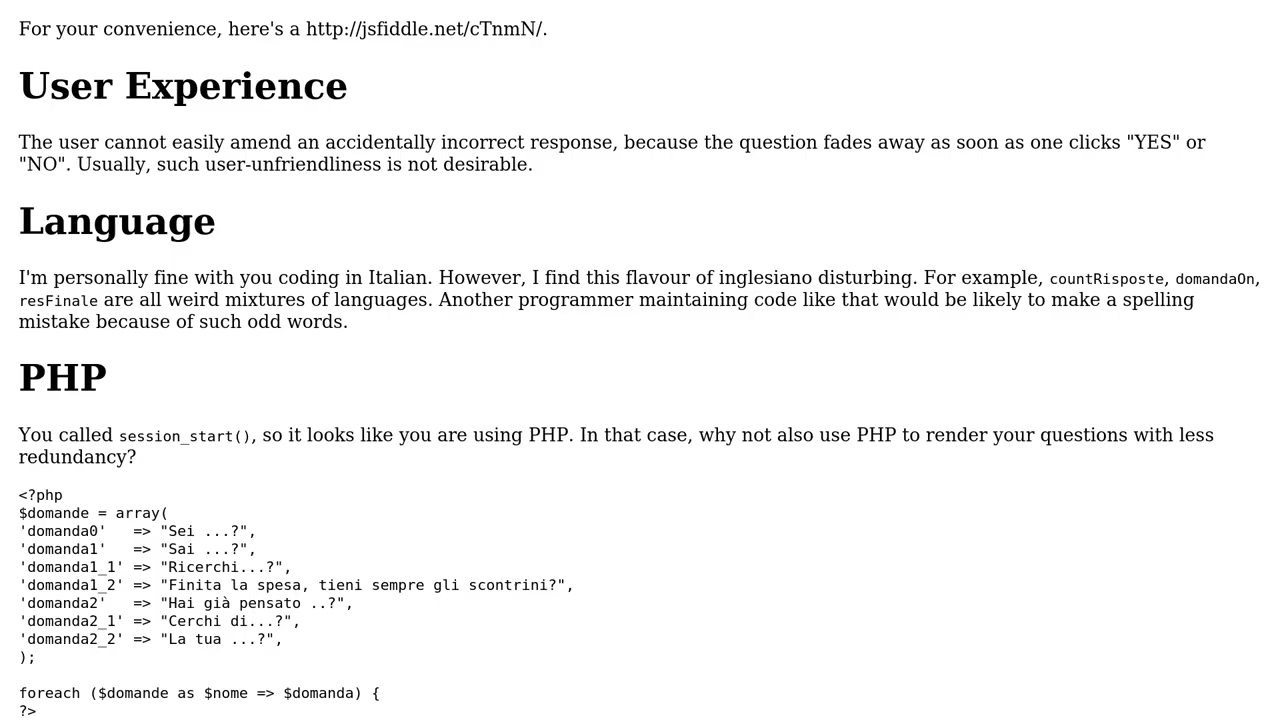 For your convenience, here's a http://jsfiddle.net/cTnmN/.
User Experience
The user cannot easily amend an accidentally incorrect response, because the question fades away as soon as one clicks "YES" or
"NO". Usually, such user-unfriendliness is not desirable.
Language
I'm personally fine with you coding in Italian. However, I find this flavour of inglesiano disturbing. For example, countRisposte, domandaOn,
resFinale are all weird mixtures of languages. Another programmer maintaining code like that would be likely to make a spelling
mistake because of such odd words.
PHP
You called session_start(), so it looks like you are using PHP. In that case, why not also use PHP to render your questions with less
redundancy?
<?php
$domande = array(
'domanda0'   => "Sei ...?",
'domanda1'   => "Sai ...?",
'domanda1_1' => "Ricerchi...?",
'domanda1_2' => "Finita la spesa, tieni sempre gli scontrini?",
'domanda2'   => "Hai già pensato ..?",
'domanda2_1' => "Cerchi di...?",
'domanda2_2' => "La tua ...?",
);
foreach ($domande as $nome => $domanda) {
?>